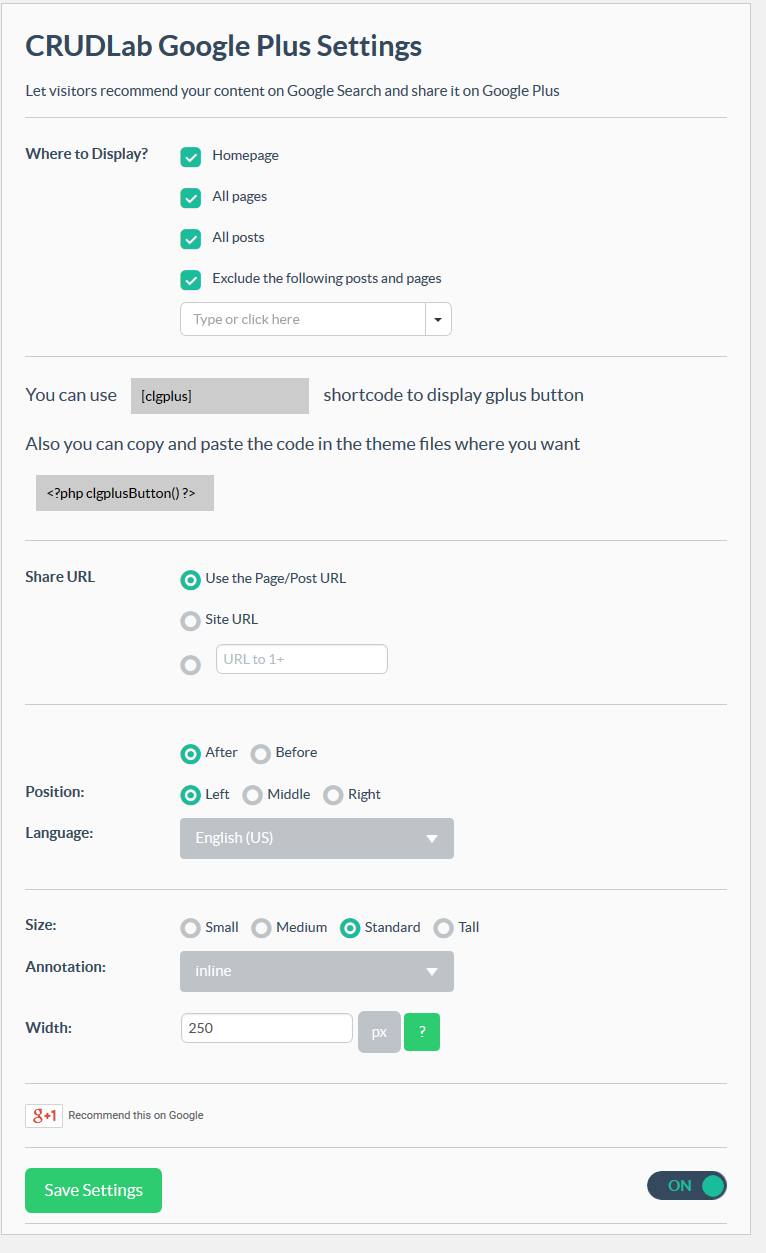 CRUDLab Google Plus Settings
Let visitors recommend your content on Google Search and share it on Google Plus
Where to Display?
Homepage
All pages
All posts
Exclude the following posts and pages
Type or click here
You can use [clgplus] shortcode to display gplus button
Also you can copy and paste the code in the theme files where you want
<?php clgplusButton() ?>
Share URL
Use the Page/Post URL
Site URL
URL to 1+
After Before
Position: Left Middle Right
Language: English (US)
Size: Small Medium Standard Tall
Annotation: inline
Width: 250 px ?
g+1 Recommend this on Google
Save Settings ON